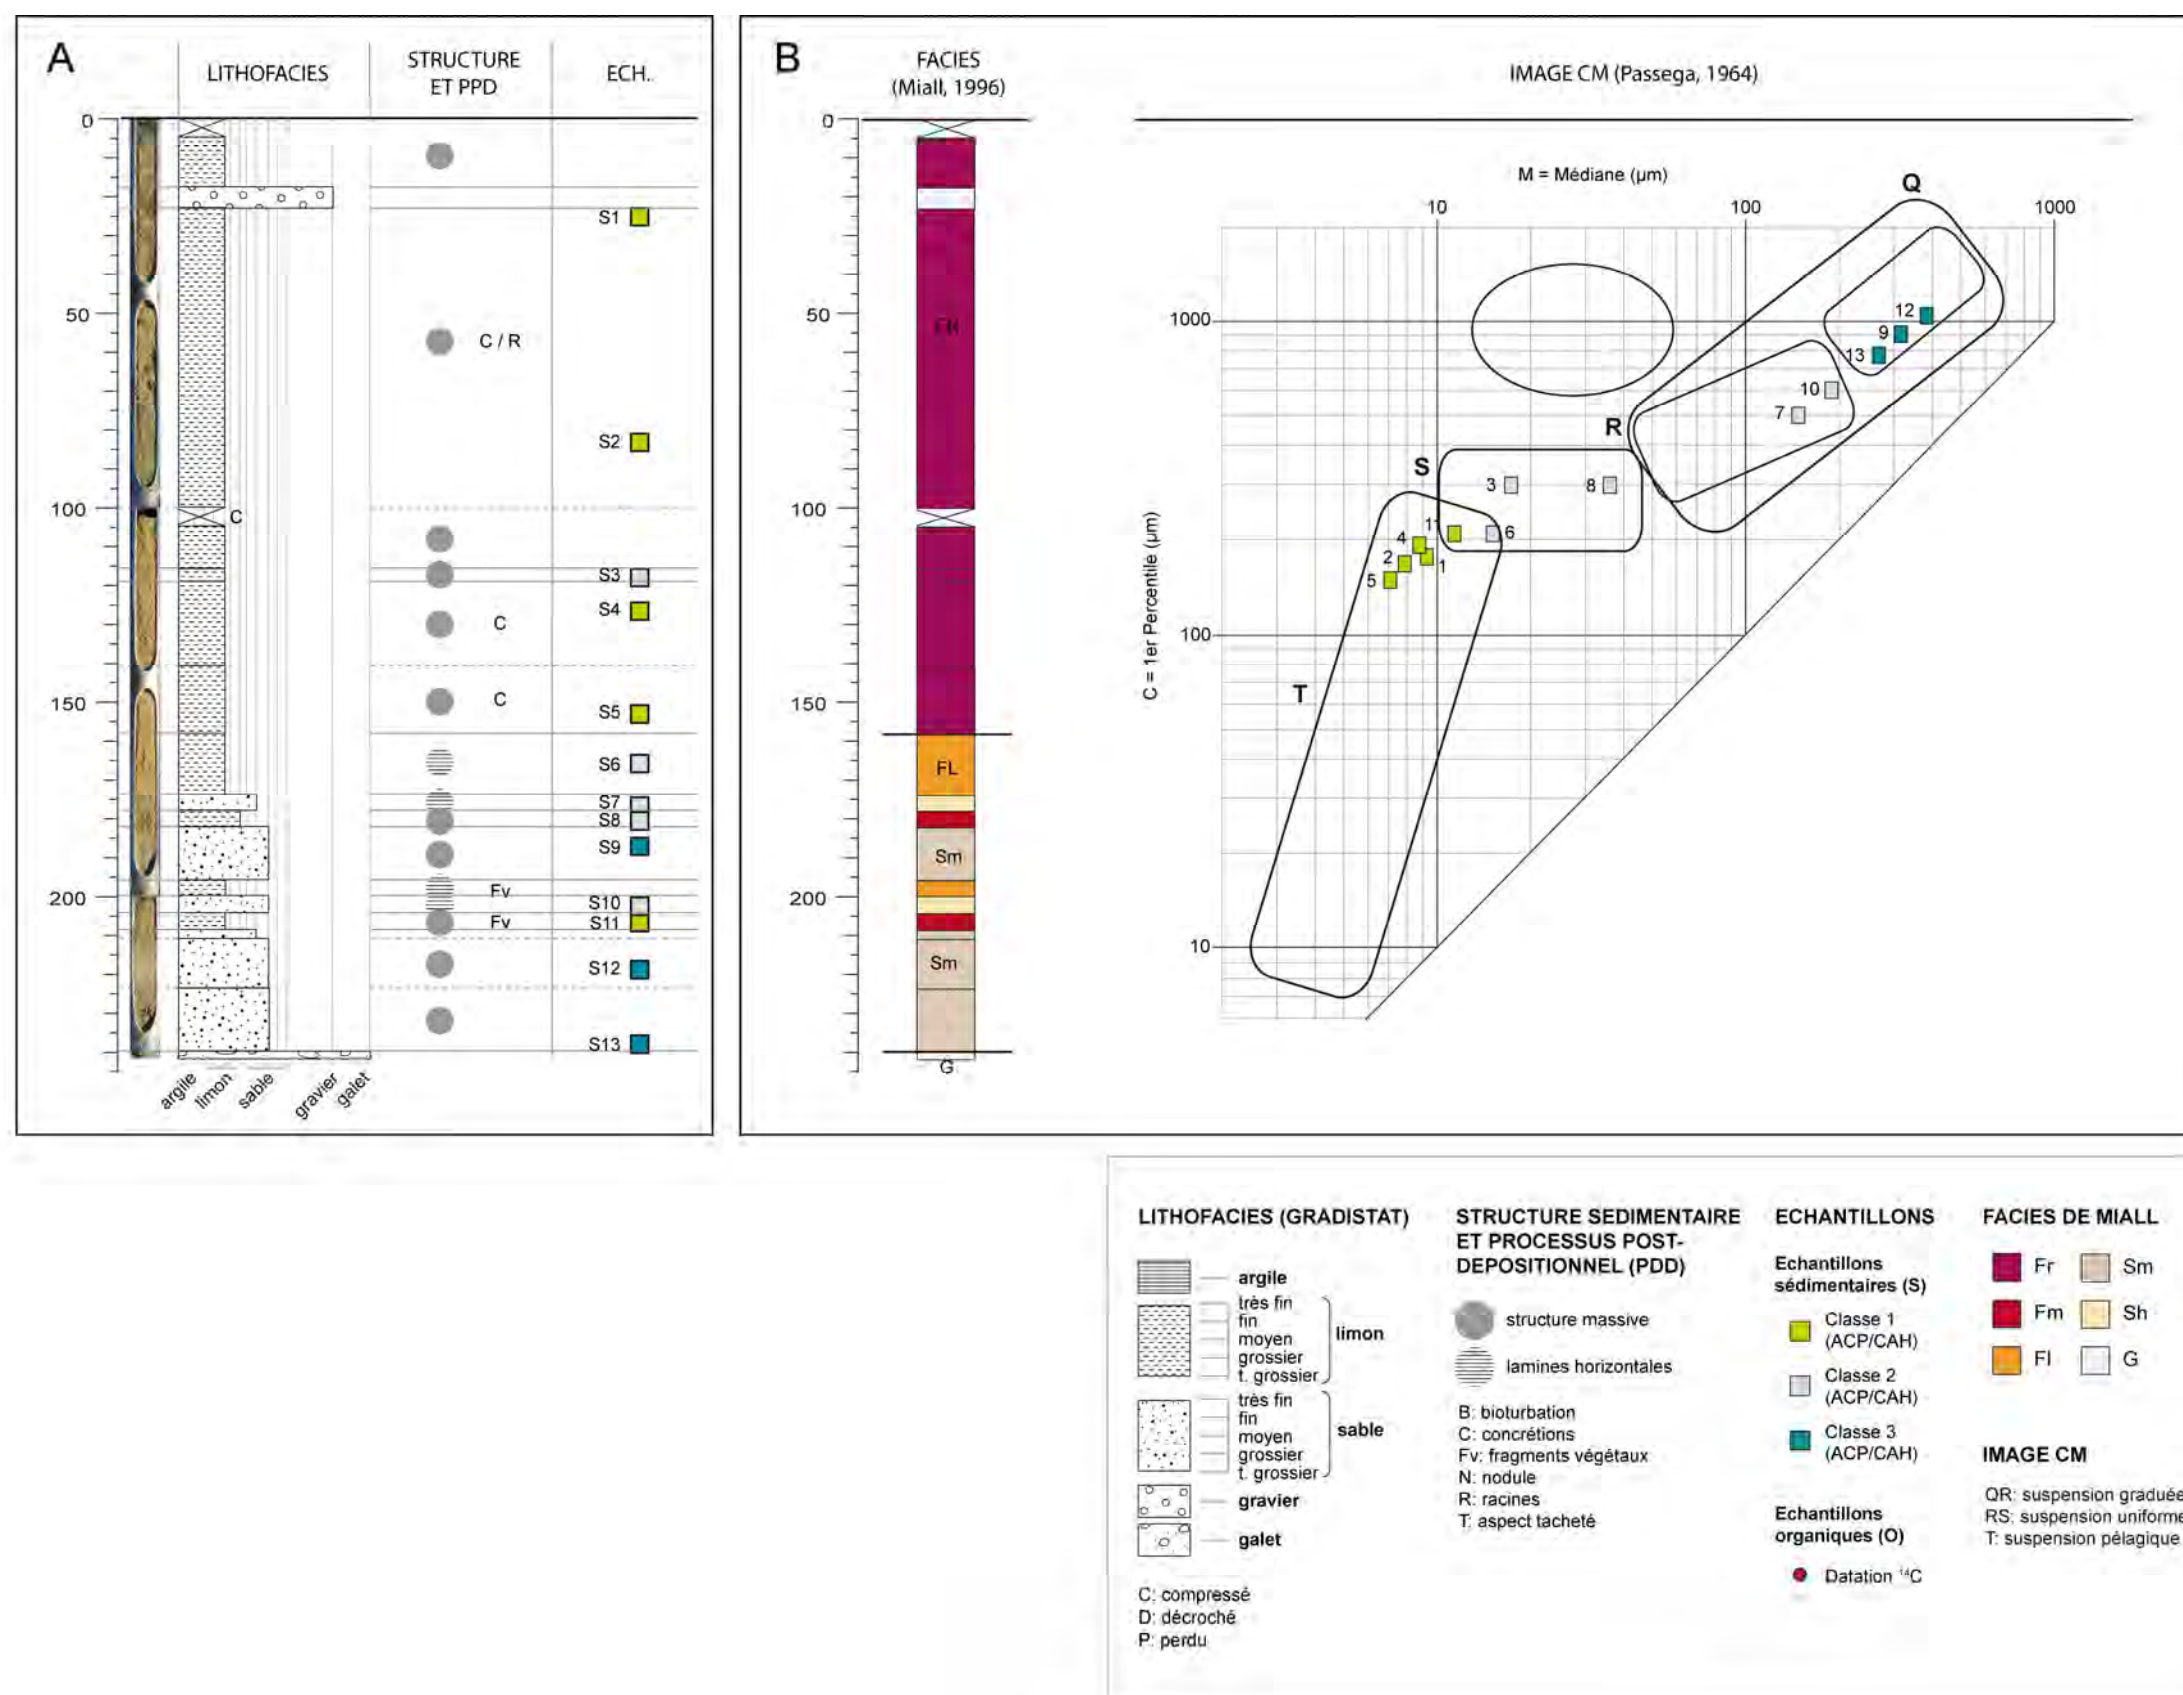 A
LITHOFACIES
STRUCTURE
ET PPD
ECH.
0
50
100
150
200
C
C / R
C
C
Fv
Fv
S1
S2
S3
S4
S5
S6
S7
S8
S9
S10
S11
S12
S13
argile
limon
sable
gravier
galet
B
FACIES
(Miall, 1996)
0
50
100
150
200
FR
FL
Sm
Sm
G
IMAGE CM (Passega, 1964)
M = Médiane (µm)
10
100
1000
C = 1er Percentile (µm)
1000
100
10
Q
R
S
T
12
9
13
10
7
3
8
11
6
4
2
1
5
LITHOFACIES (GRADISTAT)
argile
très fin
fin
moyen
grossier
t. grossier
limon
très fin
fin
moyen
grossier
t. grossier
sable
gravier
galet
C: compressé
D: décroché
P: perdu
STRUCTURE SEDIMENTAIRE
ET PROCESSUS POST-
DEPOSITIONNEL (PDD)
structure massive
lamines horizontales
B: bioturbation
C: concrétions
Fv: fragments végétaux
N: nodule
R: racines
T: aspect tacheté
ECHANTILLONS
Echantillons
sédimentaires (S)
Classe 1
(ACP/CAH)
Classe 2
(ACP/CAH)
Classe 3
(ACP/CAH)
Echantillons
organiques (O)
Datation ¹⁴C
FACIES DE MIALL
Fr
Sm
Fm
Sh
Fl
G
IMAGE CM
QR: suspension graduée
RS: suspension uniforme
T: suspension pélagique